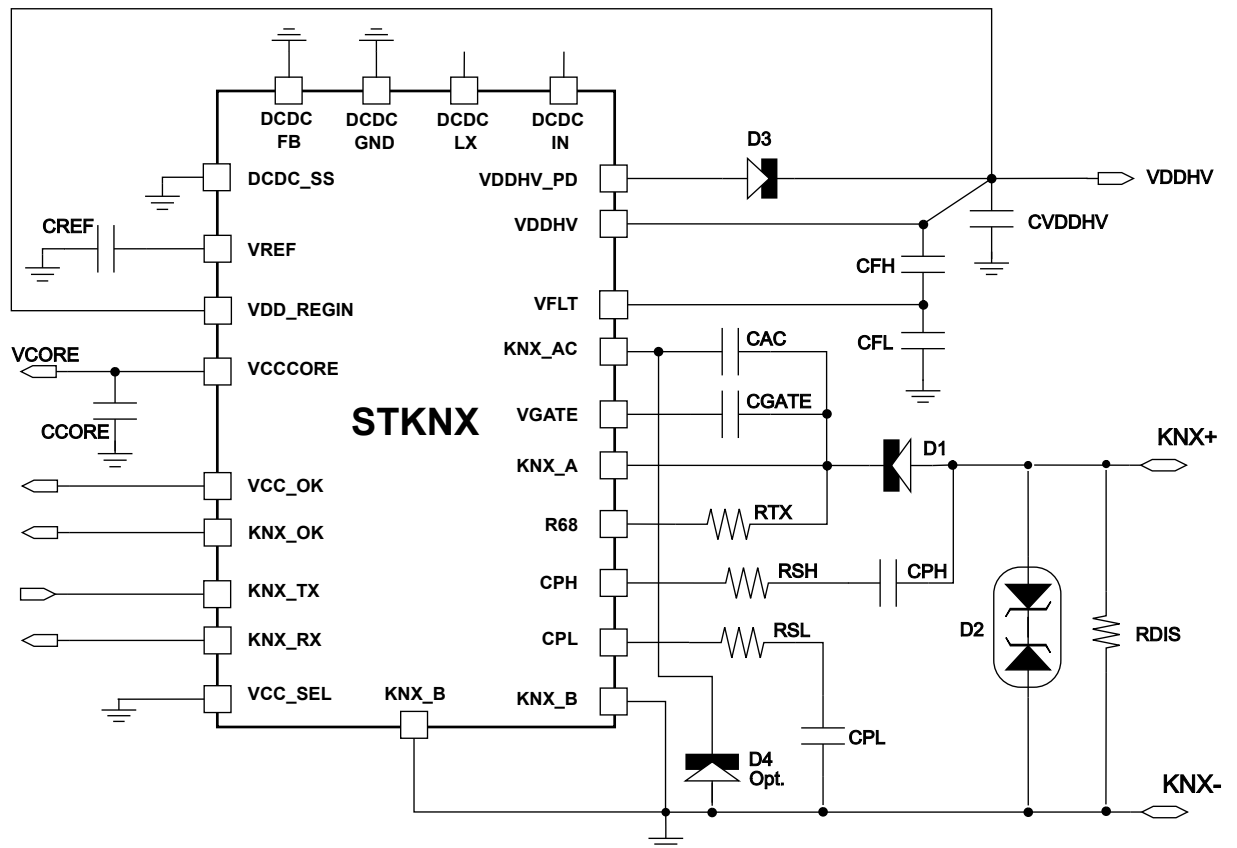 DCDC
FB
DCDC
GND
DCDC
LX
DCDC
IN
DCDC_SS
VDDHV_PD
D3
VDDHV
CREF
VREF
VDDHV
CVDDHV
CFH
VDD_REGIN
VFLT
VCORE
VCCCORE
KNX_AC
CAC
CFL
STKNX
VGATE
CGATE
CCORE
KNX_A
D1
KNX+
VCC_OK
R68
RTX
KNX_OK
CPH
RSH
CPH
KNX_TX
D2
RDIS
KNX_RX
CPL
RSL
VCC_SEL
KNX_B
KNX_B
CPL
D4
Opt.
KNX-